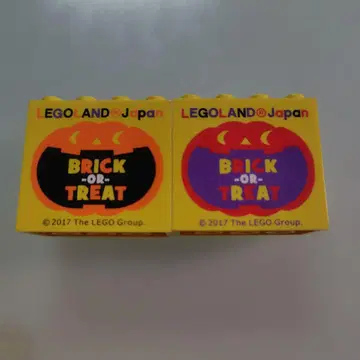 LEGOLAND®Japan
BRICK
-OR-
TREAT
© 2017 The LEGO Group.
LEGOLAND®Japan
BRICK
-OR-
TREAT
© 2017 The LEGO Group.